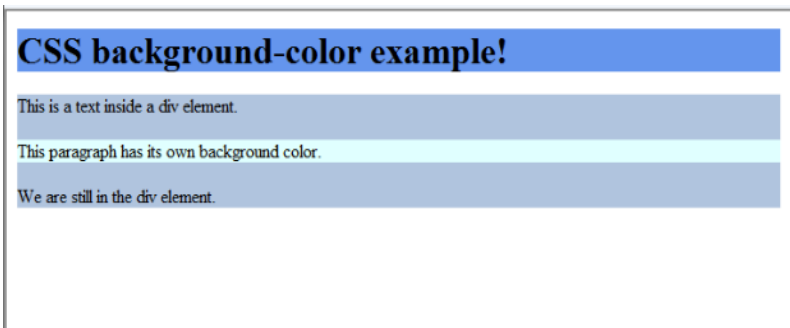 CSS background-color example!
This is a text inside a div element.
This paragraph has its own background color.
We are still in the div element.